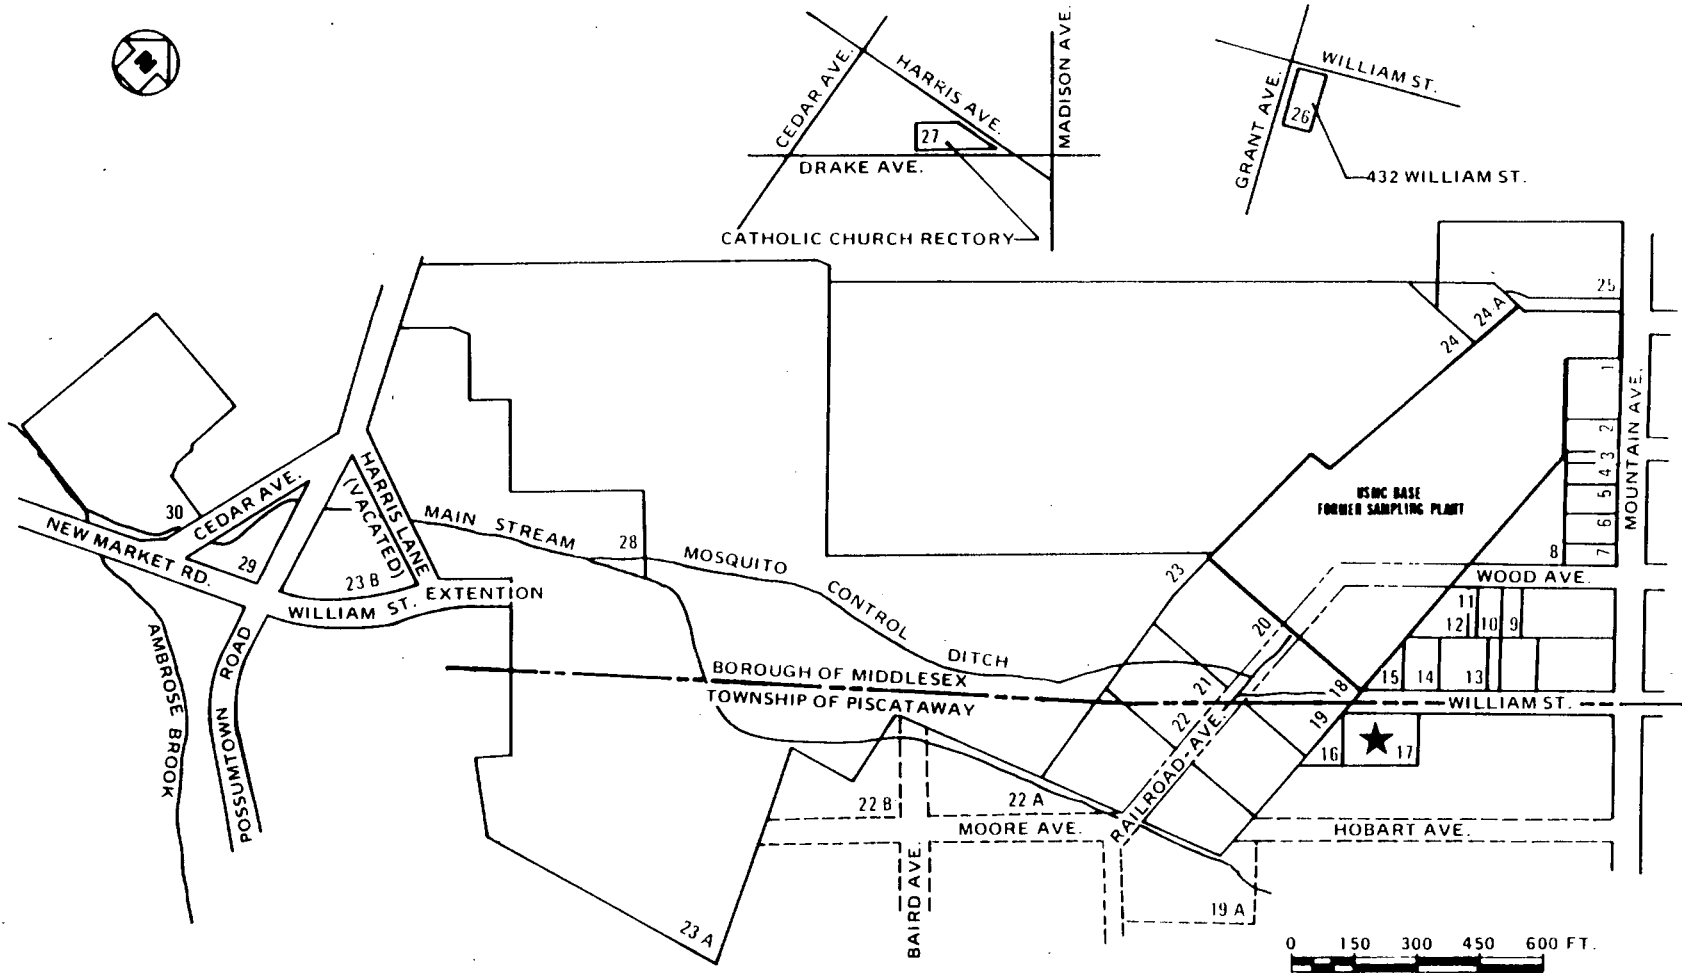 N
CEDAR AVE.
HARRIS AVE.
MADISON AVE.
27
DRAKE AVE.
CATHOLIC CHURCH RECTORY
GRANT AVE.
WILLIAM ST.
26
432 WILLIAM ST.
25
24 A
24
1
2
3
4
5
6
7
8
MOUNTAIN AVE.
USMC BASE
FORMER SAMPLING PLANT
WOOD AVE.
11
12
10
9
15
14
13
WILLIAM ST.
16
17
18
19
20
21
22
23
RAILROAD AVE.
30
CEDAR AVE.
NEW MARKET RD.
29
23 B
HARRIS LANE
(VACATED)
WILLIAM ST. EXTENTION
MAIN STREAM
28
MOSQUITO CONTROL DITCH
BOROUGH OF MIDDLESEX
TOWNSHIP OF PISCATAWAY
AMBROSE BROOK
POSSUMTOWN ROAD
22 B
22 A
MOORE AVE.
HOBART AVE.
BAIRD AVE.
23 A
19 A
0 150 300 450 600 FT.